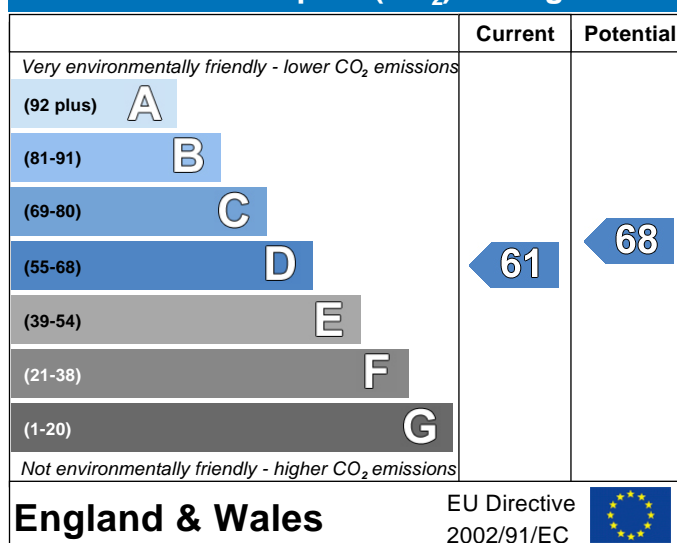 Current Potential
Very environmentally friendly - lower CO₂ emissions
(92 plus) A
(81-91) B
(69-80) C
(55-68) D 61 68
(39-54) E
(21-38) F
(1-20) G
Not environmentally friendly - higher CO₂ emissions
England & Wales
EU Directive
2002/91/EC